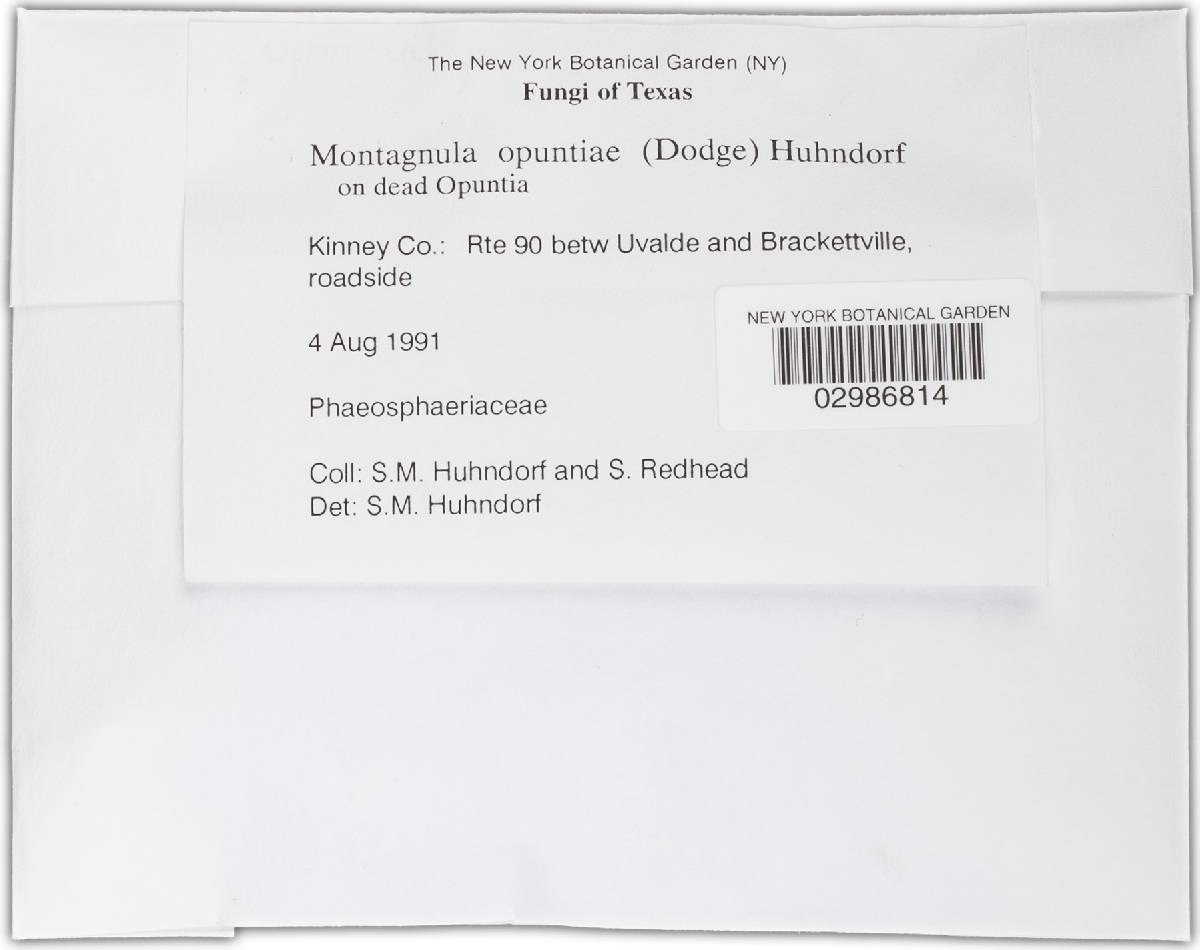 The New York Botanical Garden (NY)
Fungi of Texas
Montagnula opuntiae (Dodge) Huhndorf
on dead Opuntia
Kinney Co.: Rte 90 betw Uvalde and Brackettville,
roadside
NEW YORK BOTANICAL GARDEN
02986814
4 Aug 1991
Phaeosphaeriaceae
Coll: S.M. Huhndorf and S. Redhead
Det: S.M. Huhndorf